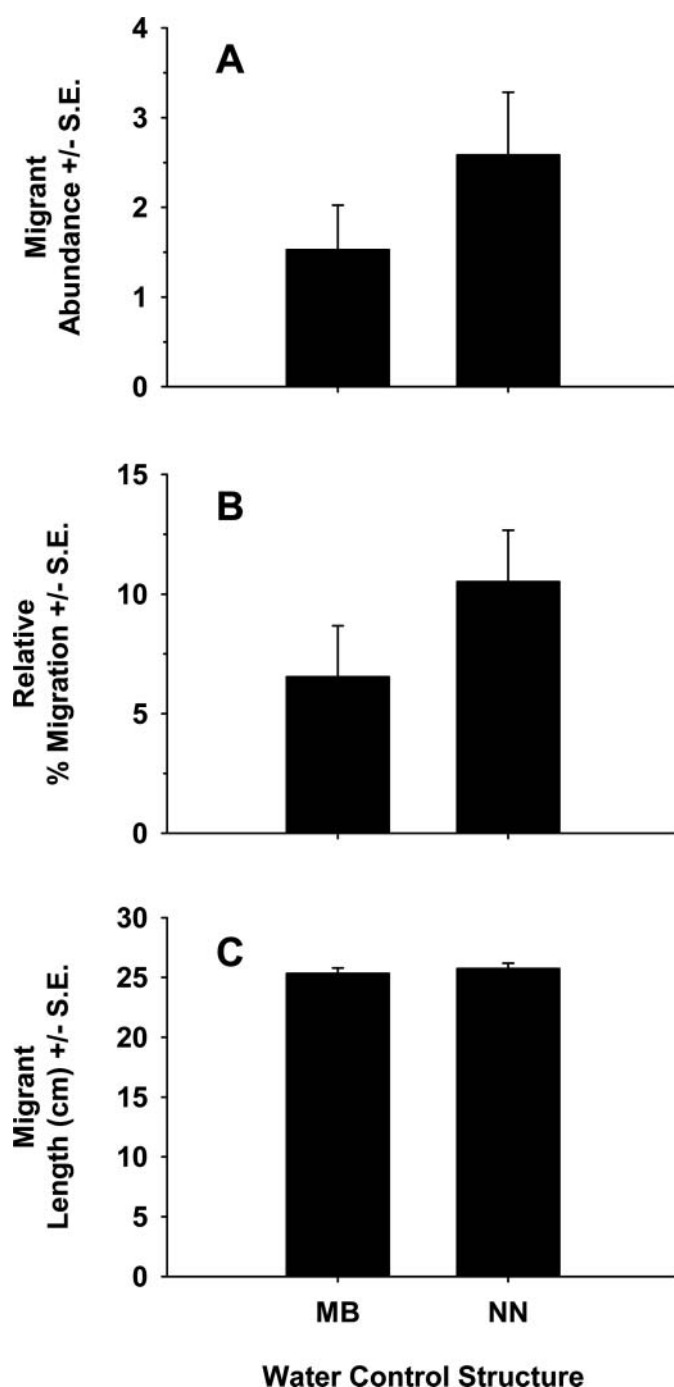 A
Migrant
Abundance +/- S.E.
4
3
2
1
0
B
Relative
% Migration +/- S.E.
15
10
5
0
C
Migrant
Length (cm) +/- S.E.
30
25
20
15
10
5
0
MB NN
Water Control Structure